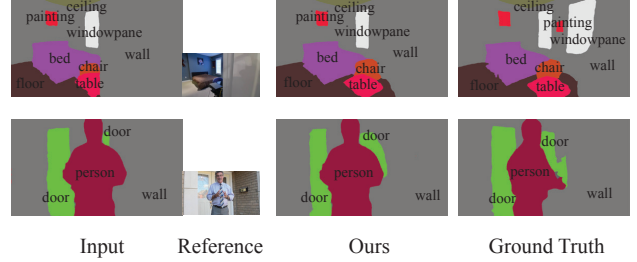 ceiling
painting
windowpane
wall
bed
chair
floor
table
ceiling
painting
windowpane
wall
bed
chair
floor
table
ceiling
painting
windowpane
wall
bed
chair
floor
table
door
person
door
wall
door
person
door
wall
door
person
door
wall
Input Reference Ours Ground Truth